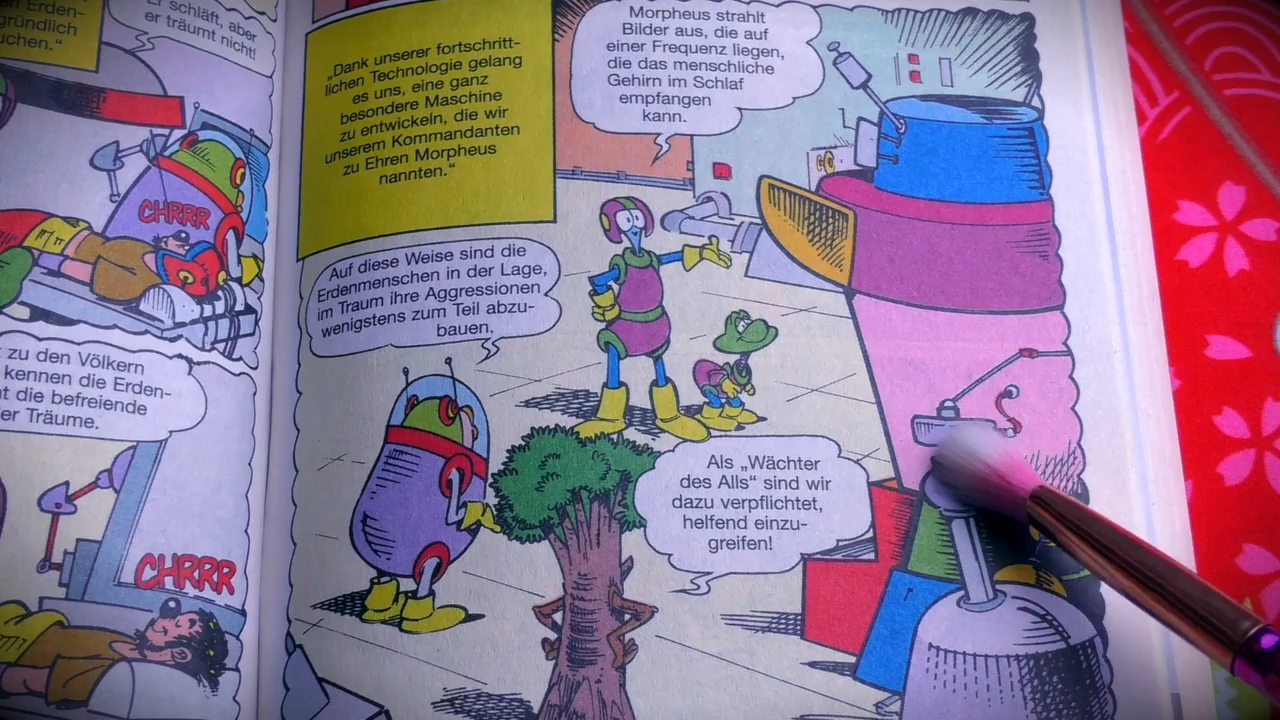 n Erden-
gründlich
uchen."
Er schläft, aber
er träumt nicht!
CHRRR
zu den Völkern
kennen die Erden-
t die befreiende
er Träume.
CHRRR
„Dank unserer fortschritt-
lichen Technologie gelang
es uns, eine ganz
besondere Maschine
zu entwickeln, die wir
unserem Kommandanten
zu Ehren Morpheus
nannten."
Morpheus strahlt
Bilder aus, die auf
einer Frequenz liegen,
die das menschliche
Gehirn im Schlaf
empfangen
kann.
Auf diese Weise sind die
Erdenmenschen in der Lage,
im Traum ihre Aggressionen
wenigstens zum Teil abzu-
bauen.
Als „Wächter
des Alls" sind wir
dazu verpflichtet,
helfend einzu-
greifen!